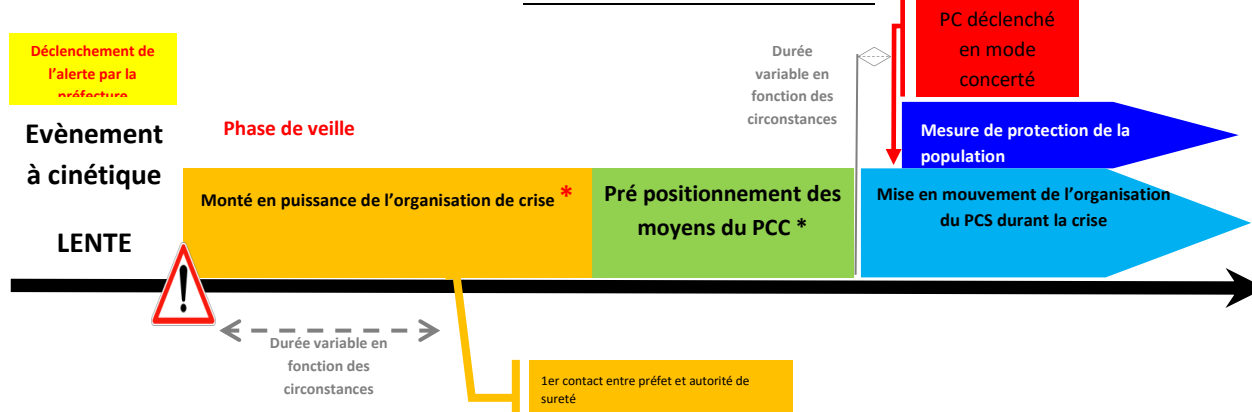 PC déclenché
en mode
concerté
Déclenchement de
l’alerte par la
préfecture
Durée
variable en
fonction des
circonstances
Evènement
à cinétique
LENTE
Phase de veille
Mesure de protection de la
population
Monté en puissance de l’organisation de crise *
Pré positionnement des
moyens du PCC *
Mise en mouvement de l’organisation
du PCS durant la crise
Durée variable en
fonction des
circonstances
1er contact entre préfet et autorité de
sureté